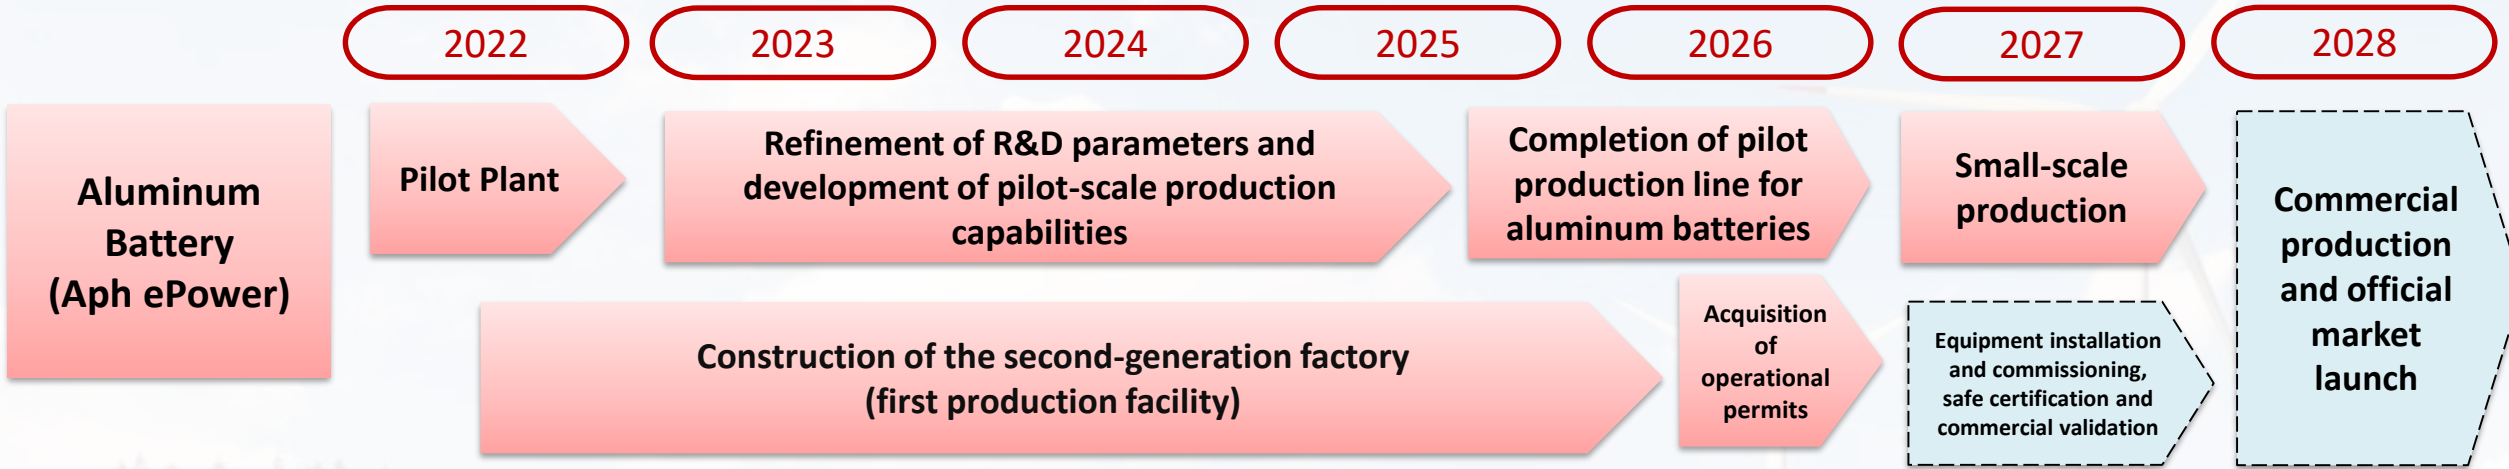 2022
2023
2024
2025
2026
2027
2028
Aluminum
Battery
(Aph ePower)
Pilot Plant
Refinement of R&D parameters and
development of pilot-scale production
capabilities
Completion of pilot
production line for
aluminum batteries
Small-scale
production
Commercial
production
and official
market
launch
Construction of the second-generation factory
(first production facility)
Acquisition
of
operational
permits
Equipment installation
and commissioning,
safe certification and
commercial validation